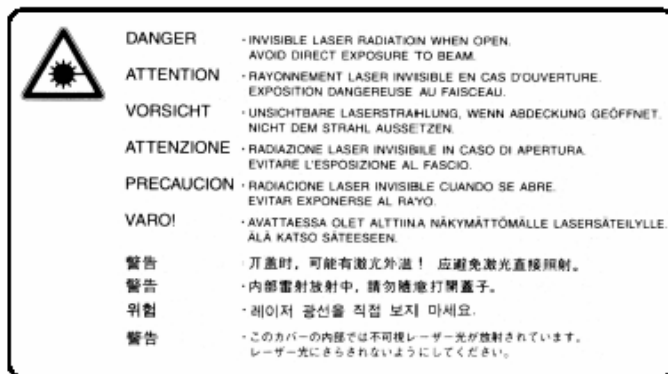 DANGER - INVISIBLE LASER RADIATION WHEN OPEN.
AVOID DIRECT EXPOSURE TO BEAM.
ATTENTION - RAYONNEMENT LASER INVISIBLE EN CAS D'OUVERTURE.
EXPOSITION DANGEREUSE AU FAISCEAU.
VORSICHT - UNSICHTBARE LASERSTRAHLUNG, WENN ABDECKUNG GEÖFFNET.
NICHT DEM STRAHL AUSSETZEN.
ATTENZIONE - RADIAZIONE LASER INVISIBILE IN CASO DI APERTURA.
EVITARE L'ESPOSIZIONE AL FASCIO.
PRECAUCION - RADIACIONE LASER INVISIBLE CUANDO SE ABRE.
EVITAR EXPONERSE AL RAYO.
VARO! - AVATTAESSA OLET ALTTIINA NÄKYMÄTTÖMÄLLE LASERSÄTEILYLLE.
ÄLÄ KATSO SÄTEESEEN.
警告 开盖时，可能有激光外溢！ 应避免激光直接照射。
警告 - 内部雷射放射中，請勿隨意打開蓋子。
위험 - 레이저 광선을 직접 보지 마세요.
警告 - このカバーの内部では不可視レーザー光が放射されています。
レーザー光にさらされないようにしてください。